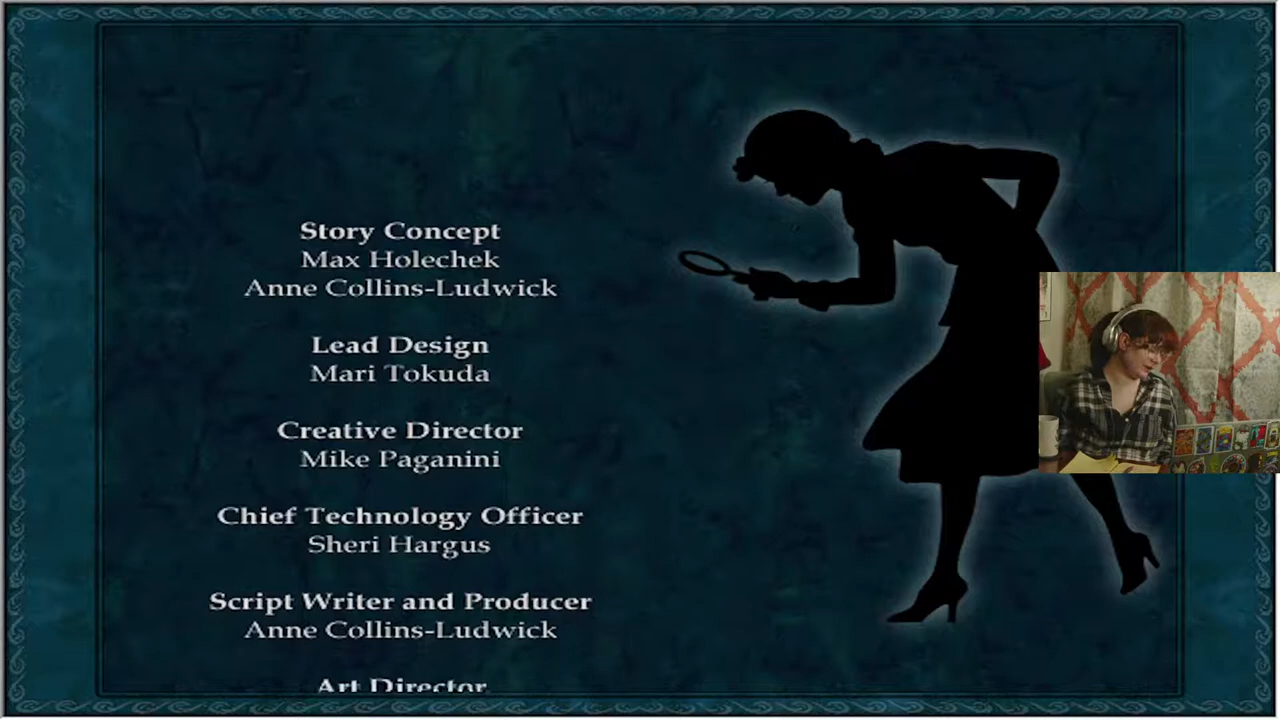 Story Concept
Max Holechek
Anne Collins-Ludwick
Lead Design
Mari Tokuda
Creative Director
Mike Paganini
Chief Technology Officer
Sheri Hargus
Script Writer and Producer
Anne Collins-Ludwick
Art Director